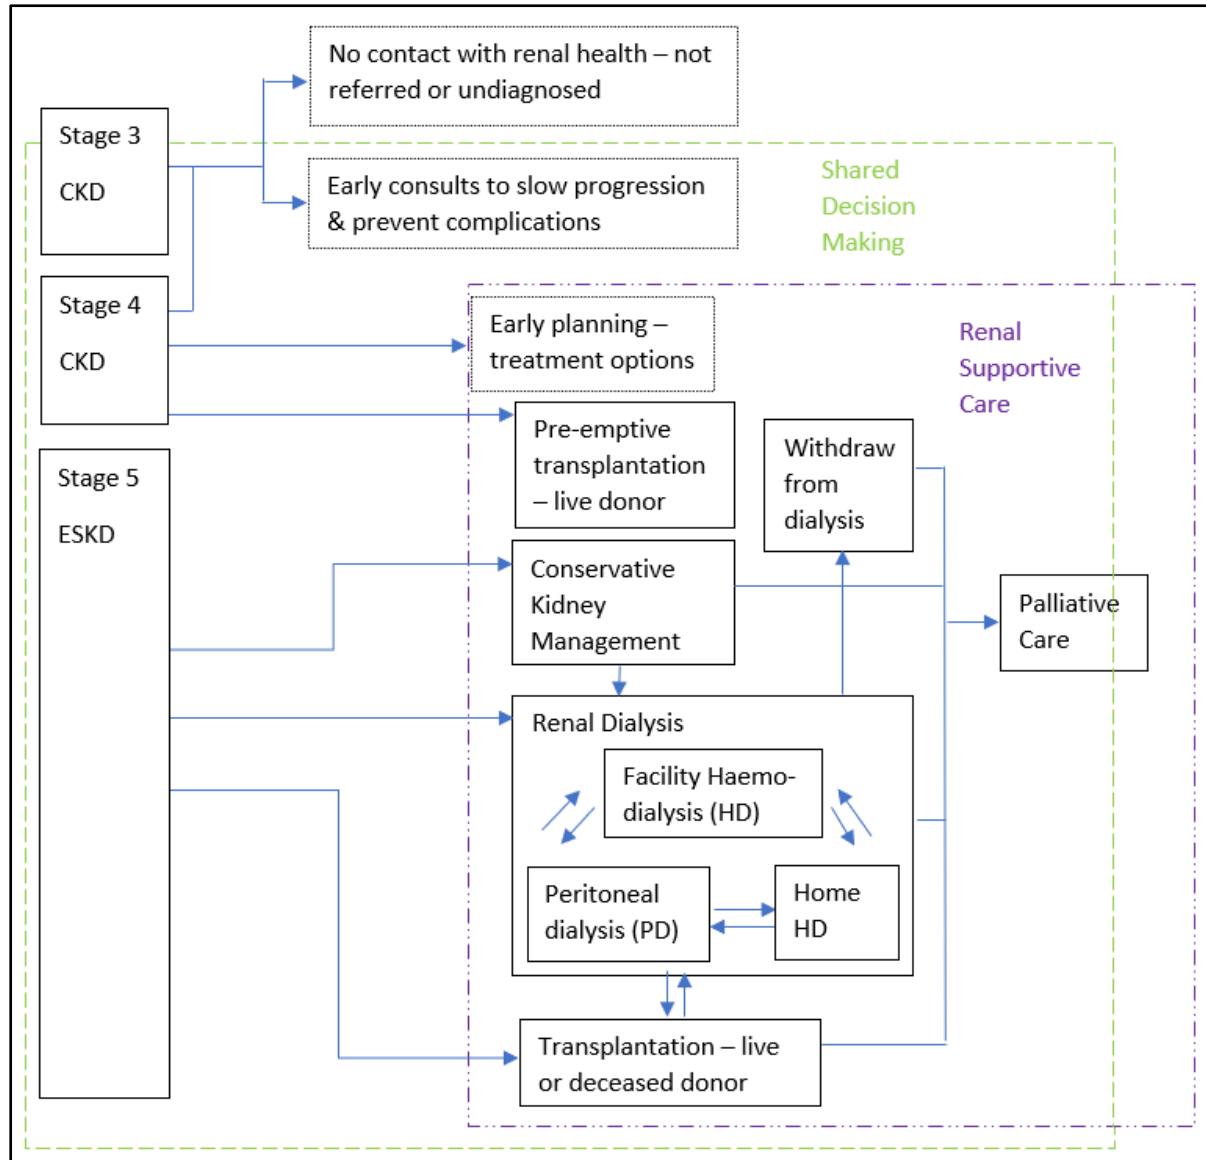 No contact with renal health – not
referred or undiagnosed
Stage 3
CKD
Early consults to slow progression
& prevent complications
Shared
Decision
Making
Stage 4
CKD
Early planning –
treatment options
Renal
Supportive
Care
Pre-emptive
transplantation
– live donor
Withdraw
from
dialysis
Stage 5
ESKD
Conservative
Kidney
Management
Palliative
Care
Renal Dialysis
Facility Haemo-
dialysis (HD)
Peritoneal
dialysis (PD)
Home
HD
Transplantation – live
or deceased donor